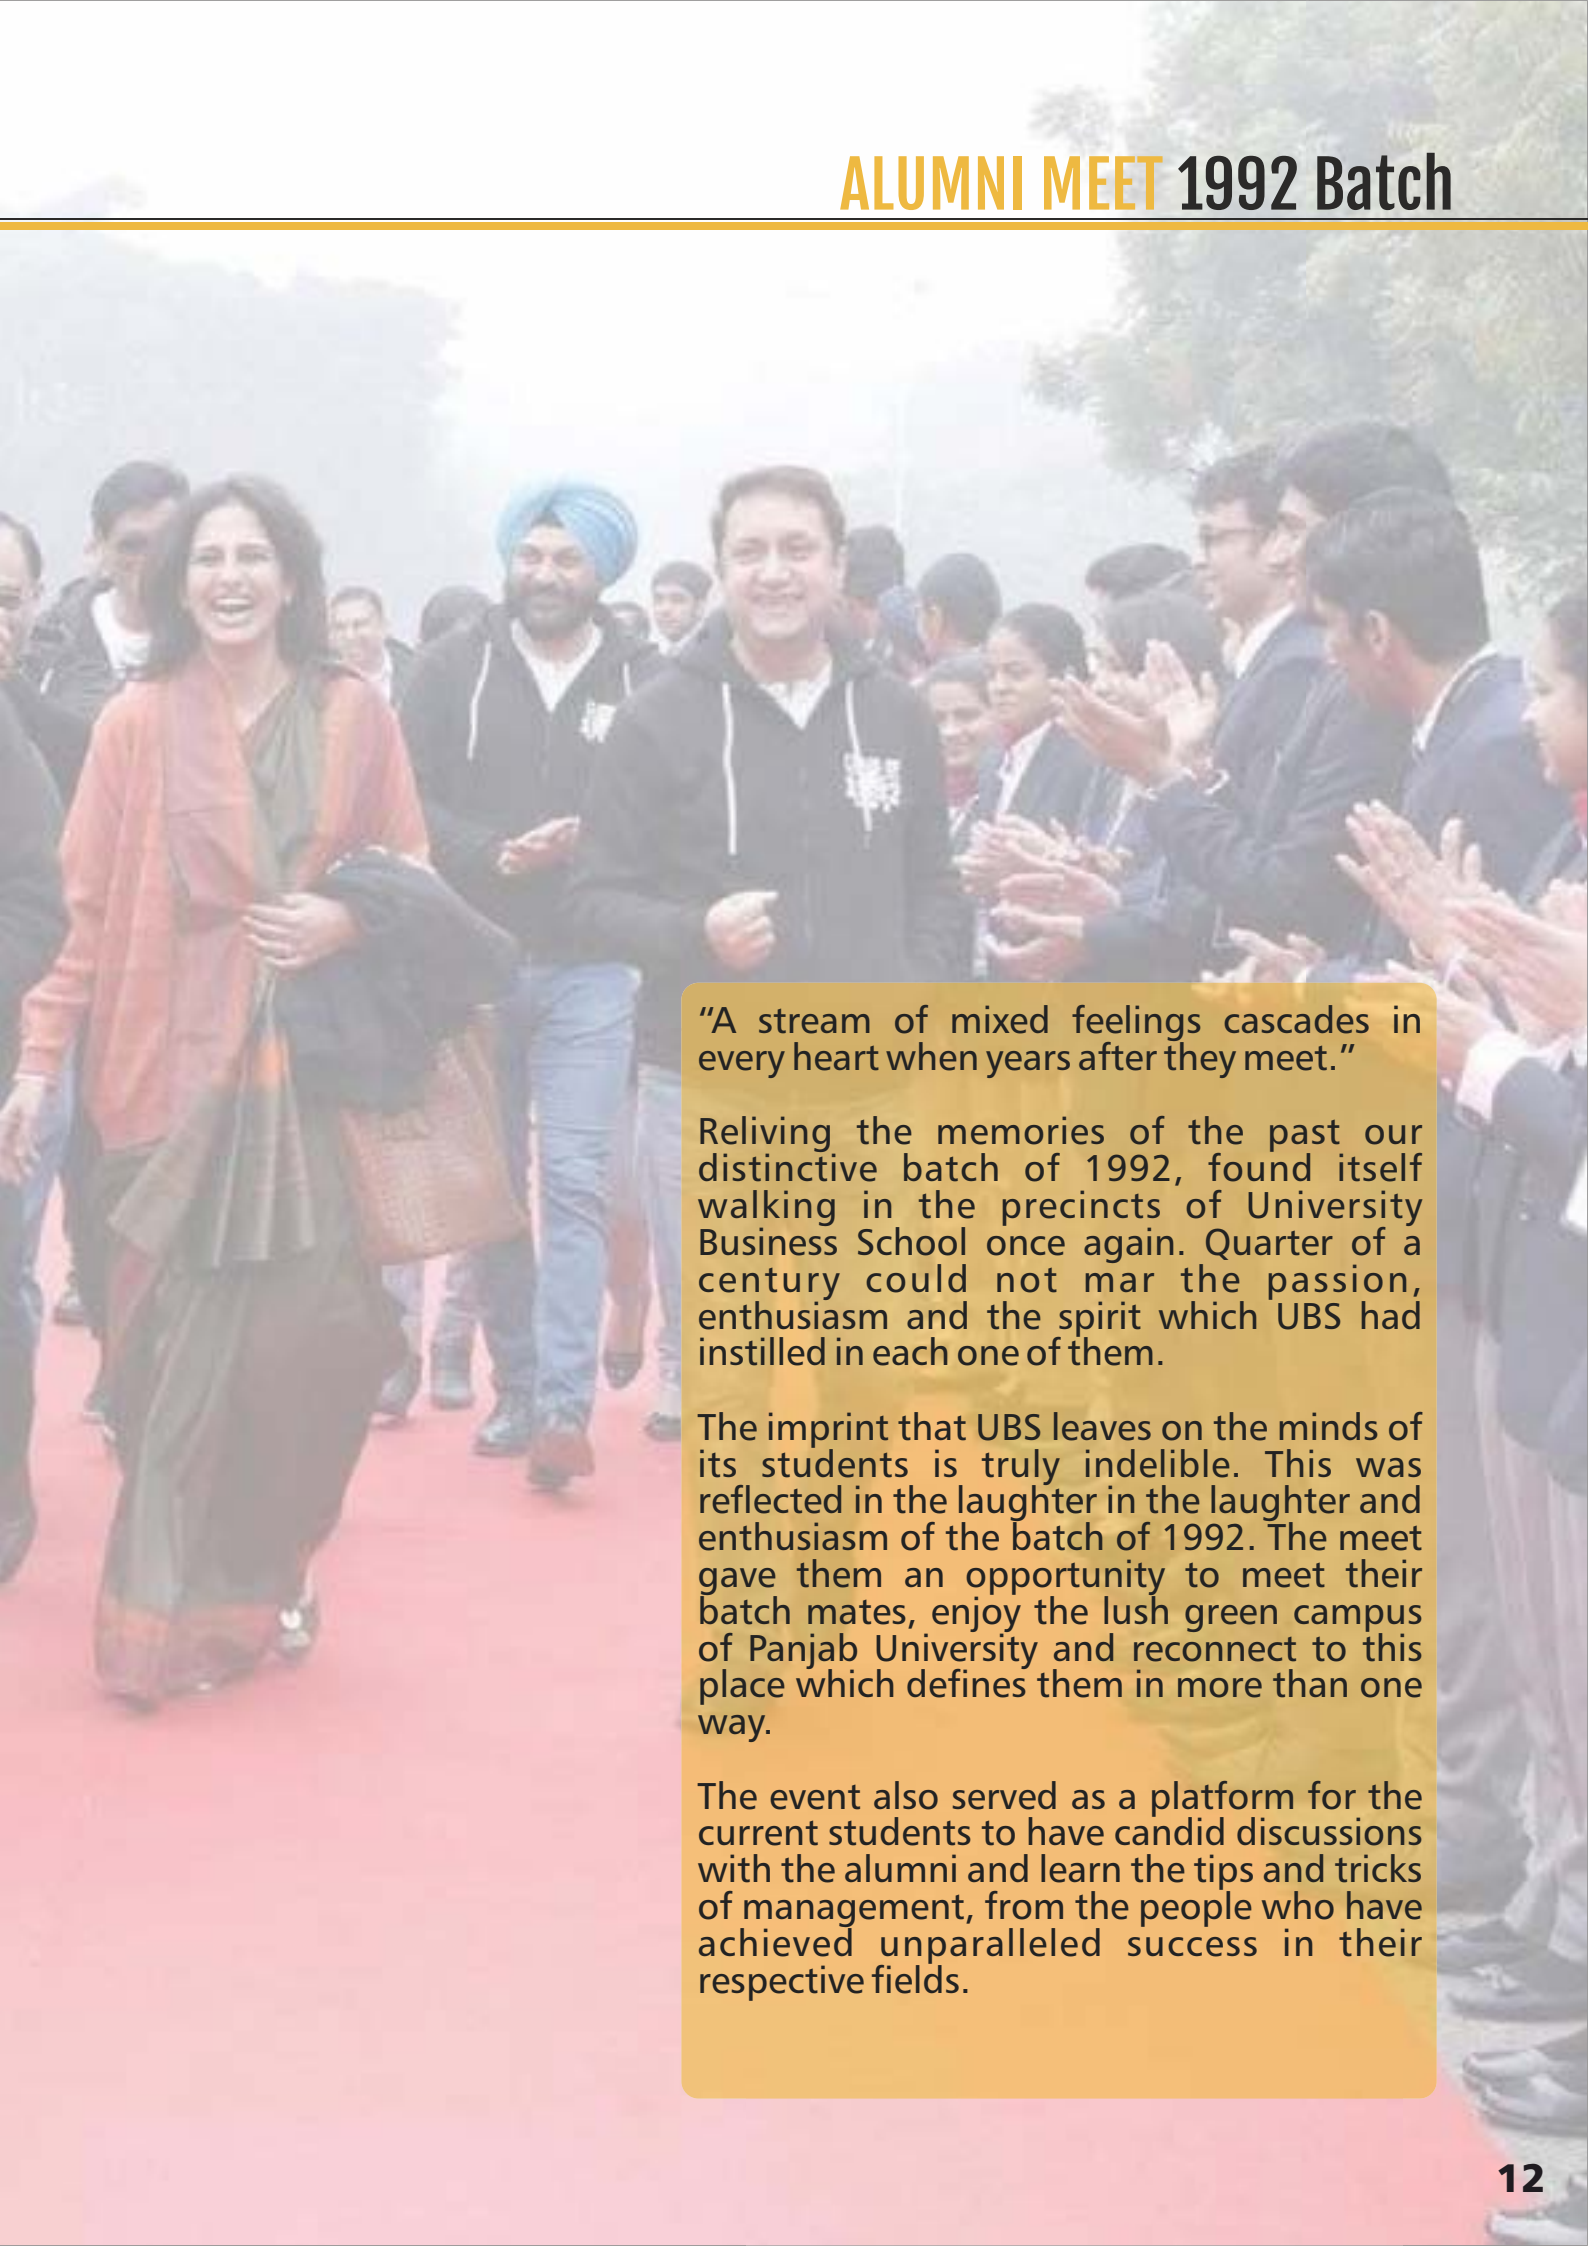 ALUMNI MEET 1992 Batch
“A stream of mixed feelings cascades in
every heart when years after they meet.”
Reliving the memories of the past our
distinctive batch of 1992, found itself
walking in the precincts of University
Business School once again. Quarter of a
century could not mar the passion,
enthusiasm and the spirit which UBS had
instilled in each one of them.
The imprint that UBS leaves on the minds of
its students is truly indelible. This was
reflected in the laughter in the laughter and
enthusiasm of the batch of 1992. The meet
gave them an opportunity to meet their
batch mates, enjoy the lush green campus
of Panjab University and reconnect to this
place which defines them in more than one
way.
The event also served as a platform for the
current students to have candid discussions
with the alumni and learn the tips and tricks
of management, from the people who have
achieved unparalleled success in their
respective fields.
12